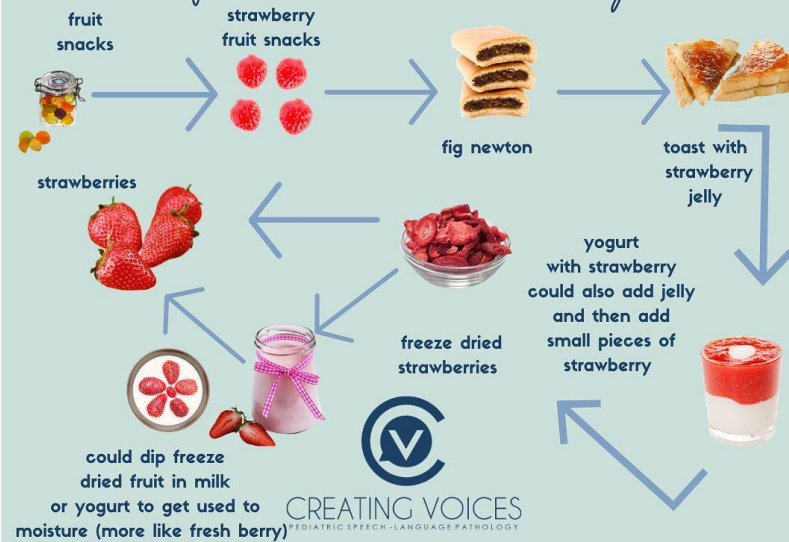 fruit
snacks
strawberry
fruit snacks
fig newton
toast with
strawberry
jelly
strawberries
yogurt
with strawberry
could also add jelly
and then add
small pieces of
strawberry
freeze dried
strawberries
could dip freeze
dried fruit in milk
or yogurt to get used to
moisture (more like fresh berry)
CREATING VOICES
PEDIATRIC SPEECH-LANGUAGE PATHOLOGY